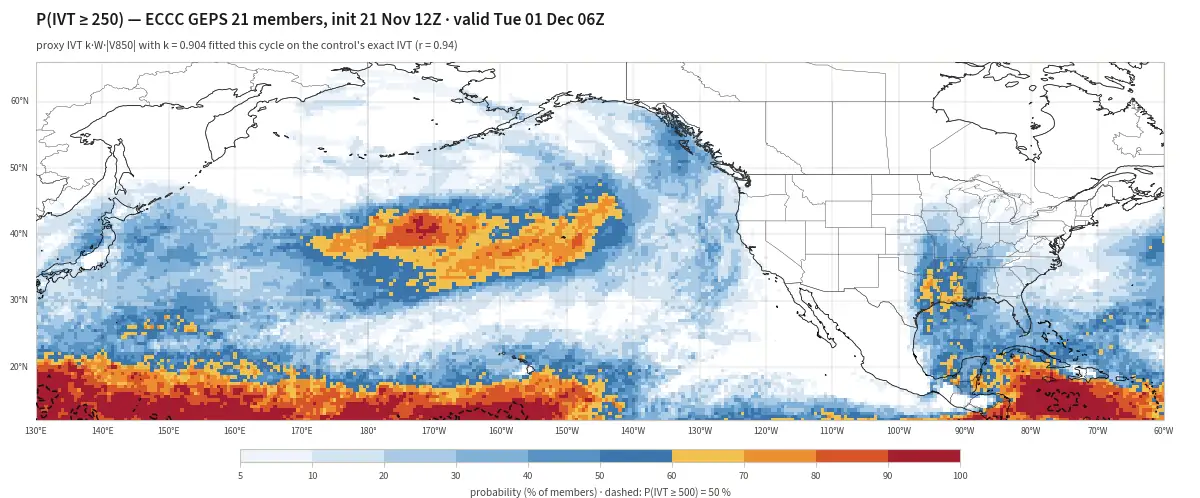 P(IVT ≥ 250) — ECCC GEPS 21 members, init 21 Nov 12Z · valid Tue 01 Dec 06Z
proxy IVT k·W·|V850| with k = 0.904 fitted this cycle on the control's exact IVT (r = 0.94)
60°N
50°N
40°N
30°N
20°N
130°E 140°E 150°E 160°E 170°E 180° 170°W 160°W 150°W 140°W 130°W 120°W 110°W 100°W 90°W 80°W 70°W 60°W
5 10 20 30 40 50 60 70 80 90 100
probability (% of members) · dashed: P(IVT ≥ 500) = 50 %